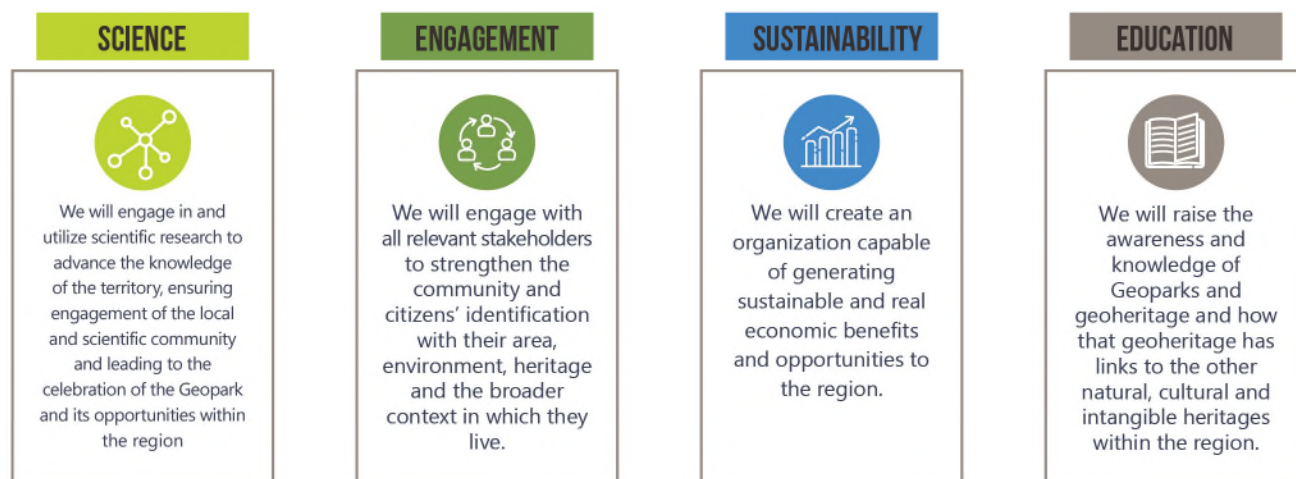 SCIENCE
We will engage in and
utilize scientific research to
advance the knowledge
of the territory, ensuring
engagement of the local
and scientific community
and leading to the
celebration of the Geopark
and its opportunities within
the region
ENGAGEMENT
We will engage with
all relevant stakeholders
to strengthen the
community and
citizens’ identification
with their area,
environment, heritage
and the broader
context in which they
live.
SUSTAINABILITY
We will create an
organization capable
of generating
sustainable and real
economic benefits
and opportunities to
the region.
EDUCATION
We will raise the
awareness and
knowledge of
Geoparks and
geoheritage and how
that geoheritage has
links to the other
natural, cultural and
intangible heritages
within the region.